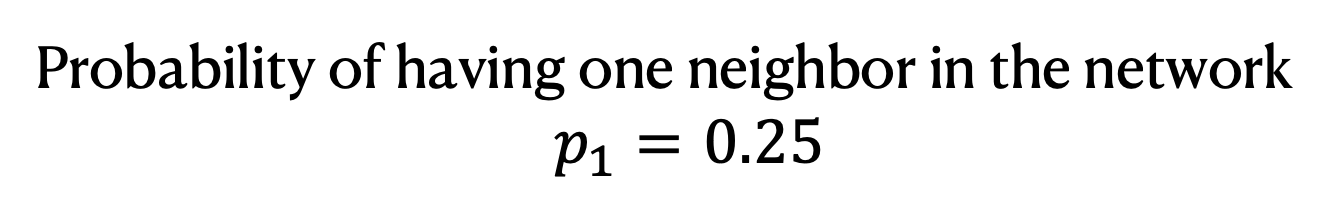 Probability of having one neighbor in the network
p₁ = 0.25